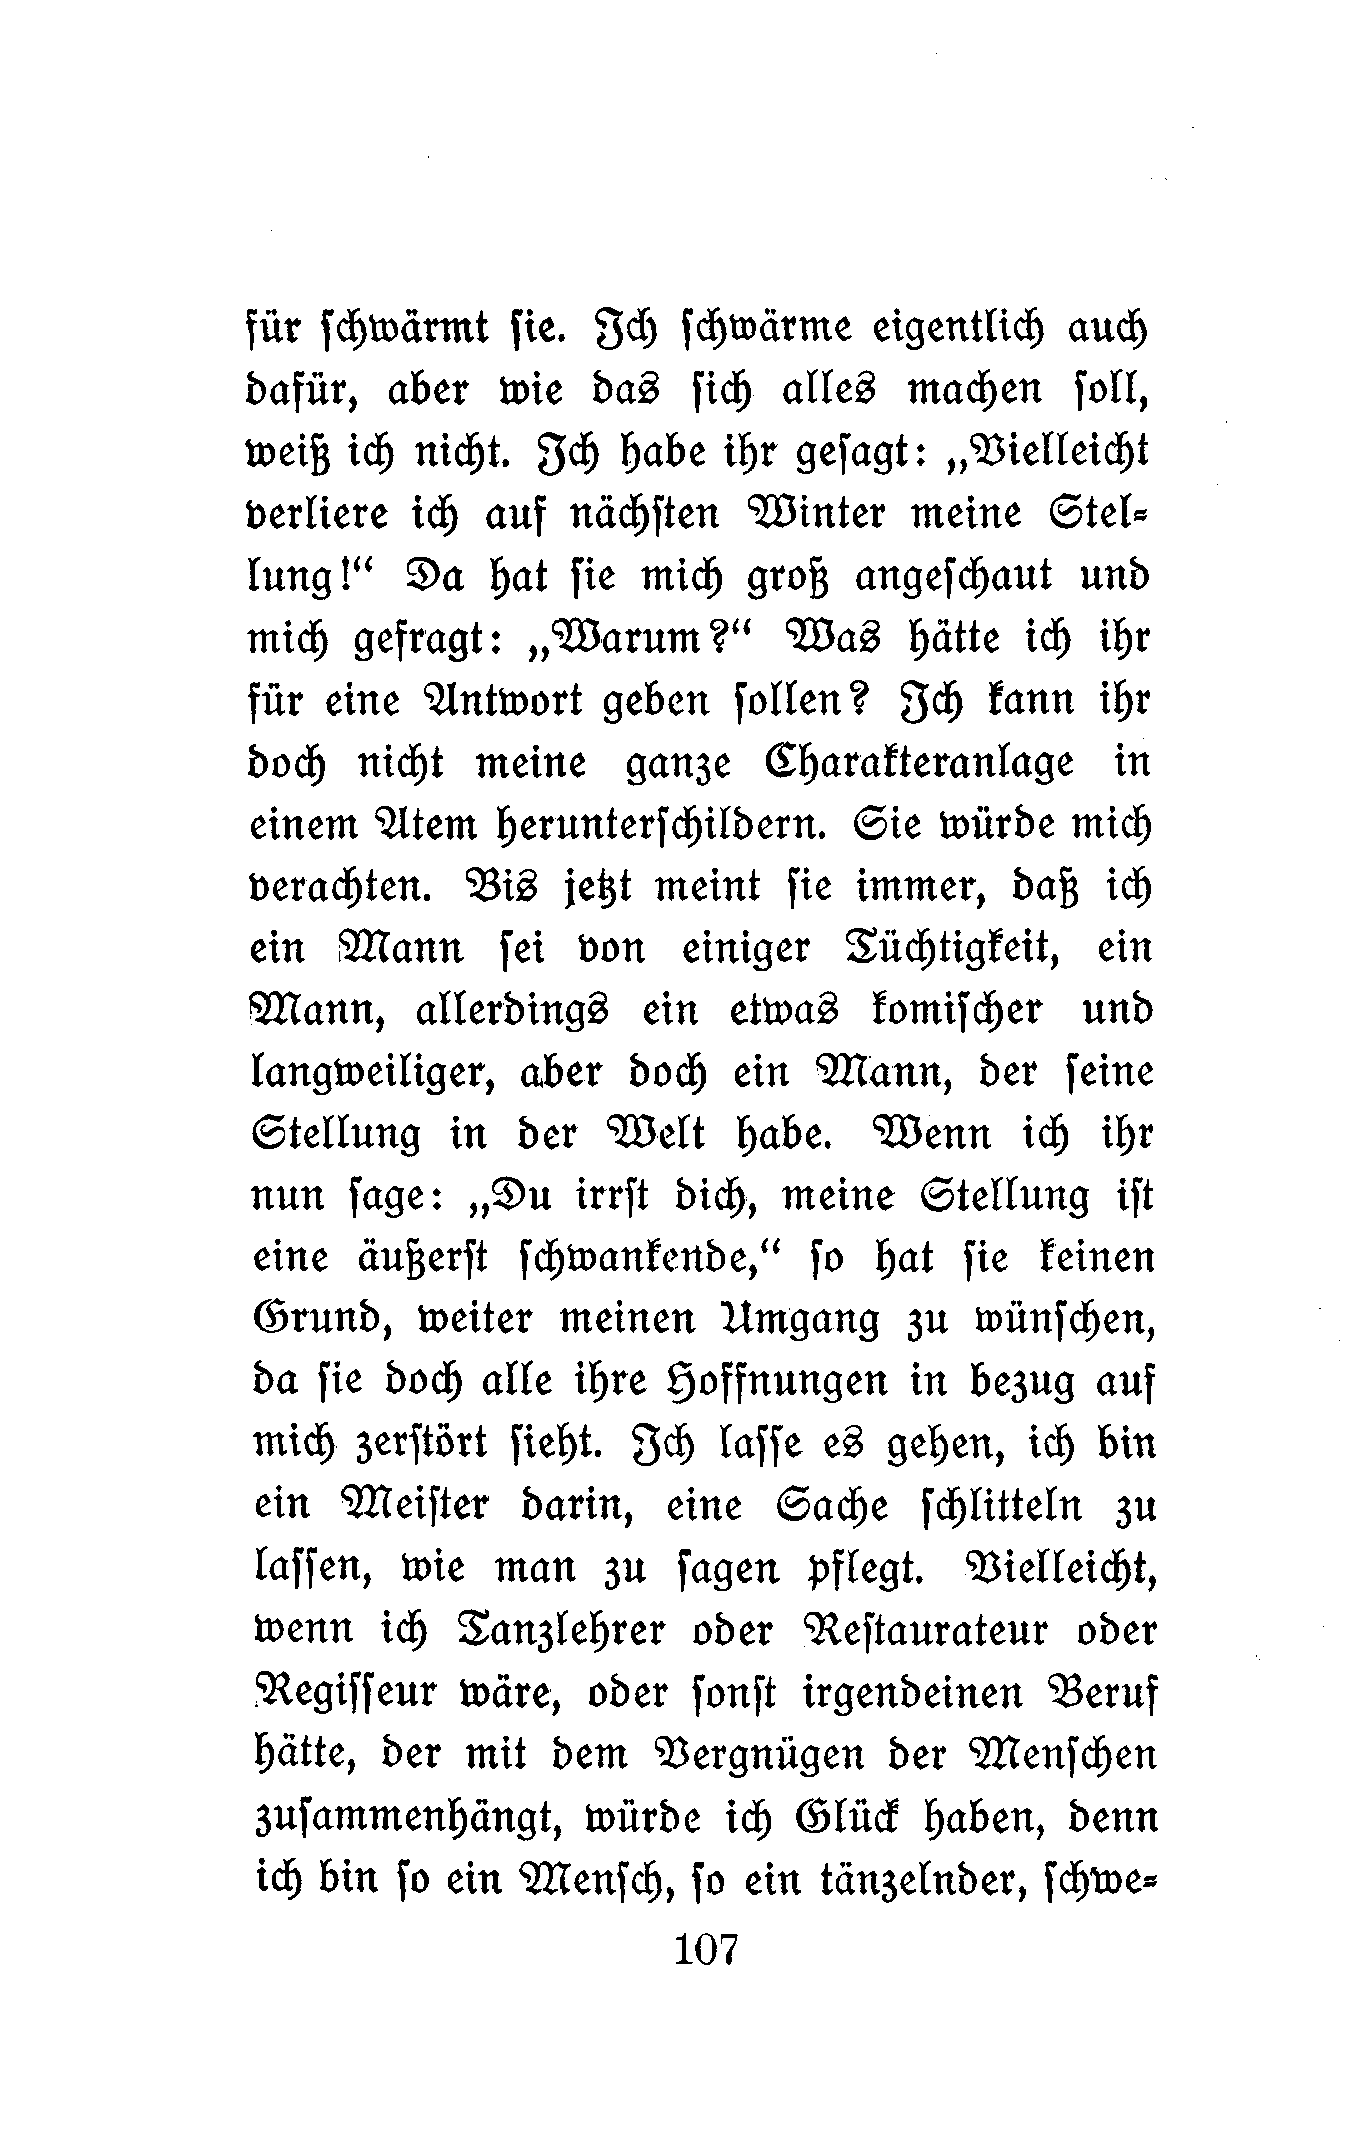 für schwärmt sie. Ich schwärme eigentlich auch
dafür, aber wie das sich alles machen soll,
weiß ich nicht. Ich habe ihr gesagt: „Vielleicht
verliere ich auf nächsten Winter meine Stel-
lung!“ Da hat sie mich groß angeschaut und
mich gefragt: „Warum?“ Was hätte ich ihr
für eine Antwort geben sollen? Ich kann ihr
doch nicht meine ganze Charakteranlage in
einem Atem herunterschildern. Sie würde mich
verachten. Bis jetzt meint sie immer, daß ich
ein Mann sei von einiger Tüchtigkeit, ein
Mann, allerdings ein etwas komischer und
langweiliger, aber doch ein Mann, der seine
Stellung in der Welt habe. Wenn ich ihr
nun sage: „Du irrst dich, meine Stellung ist
eine äußerst schwankende,“ so hat sie keinen
Grund, weiter meinen Umgang zu wünschen,
da sie doch alle ihre Hoffnungen in bezug auf
mich zerstört sieht. Ich lasse es gehen, ich bin
ein Meister darin, eine Sache schlitteln zu
lassen, wie man zu sagen pflegt. Vielleicht,
wenn ich Tanzlehrer oder Restaurateur oder
Regisseur wäre, oder sonst irgendeinen Beruf
hätte, der mit dem Vergnügen der Menschen
zusammenhängt, würde ich Glück haben, denn
ich bin so ein Mensch, so ein tänzelnder, schwe-
107